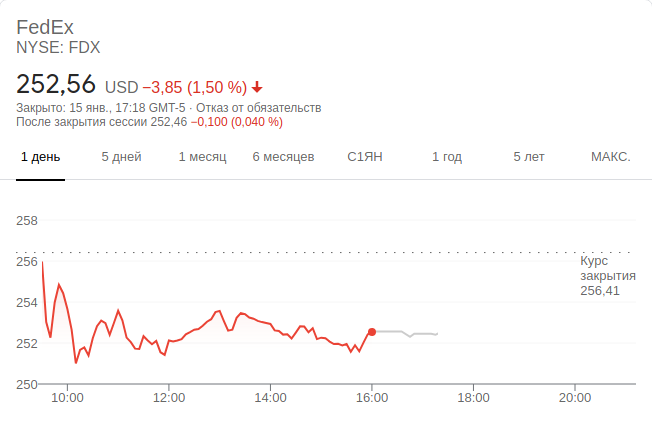 FedEx
NYSE: FDX
252,56 USD −3,85 (1,50 %)
Закрыто: 15 янв., 17:18 GMT-5 · Отказ от обязательств
После закрытия сессии 252,46 −0,100 (0,040 %)
1 день 5 дней 1 месяц 6 месяцев С1ЯН 1 год 5 лет МАКС.
258
256
254
252
250
Курс
закрытия
256,41
10:00 12:00 14:00 16:00 18:00 20:00